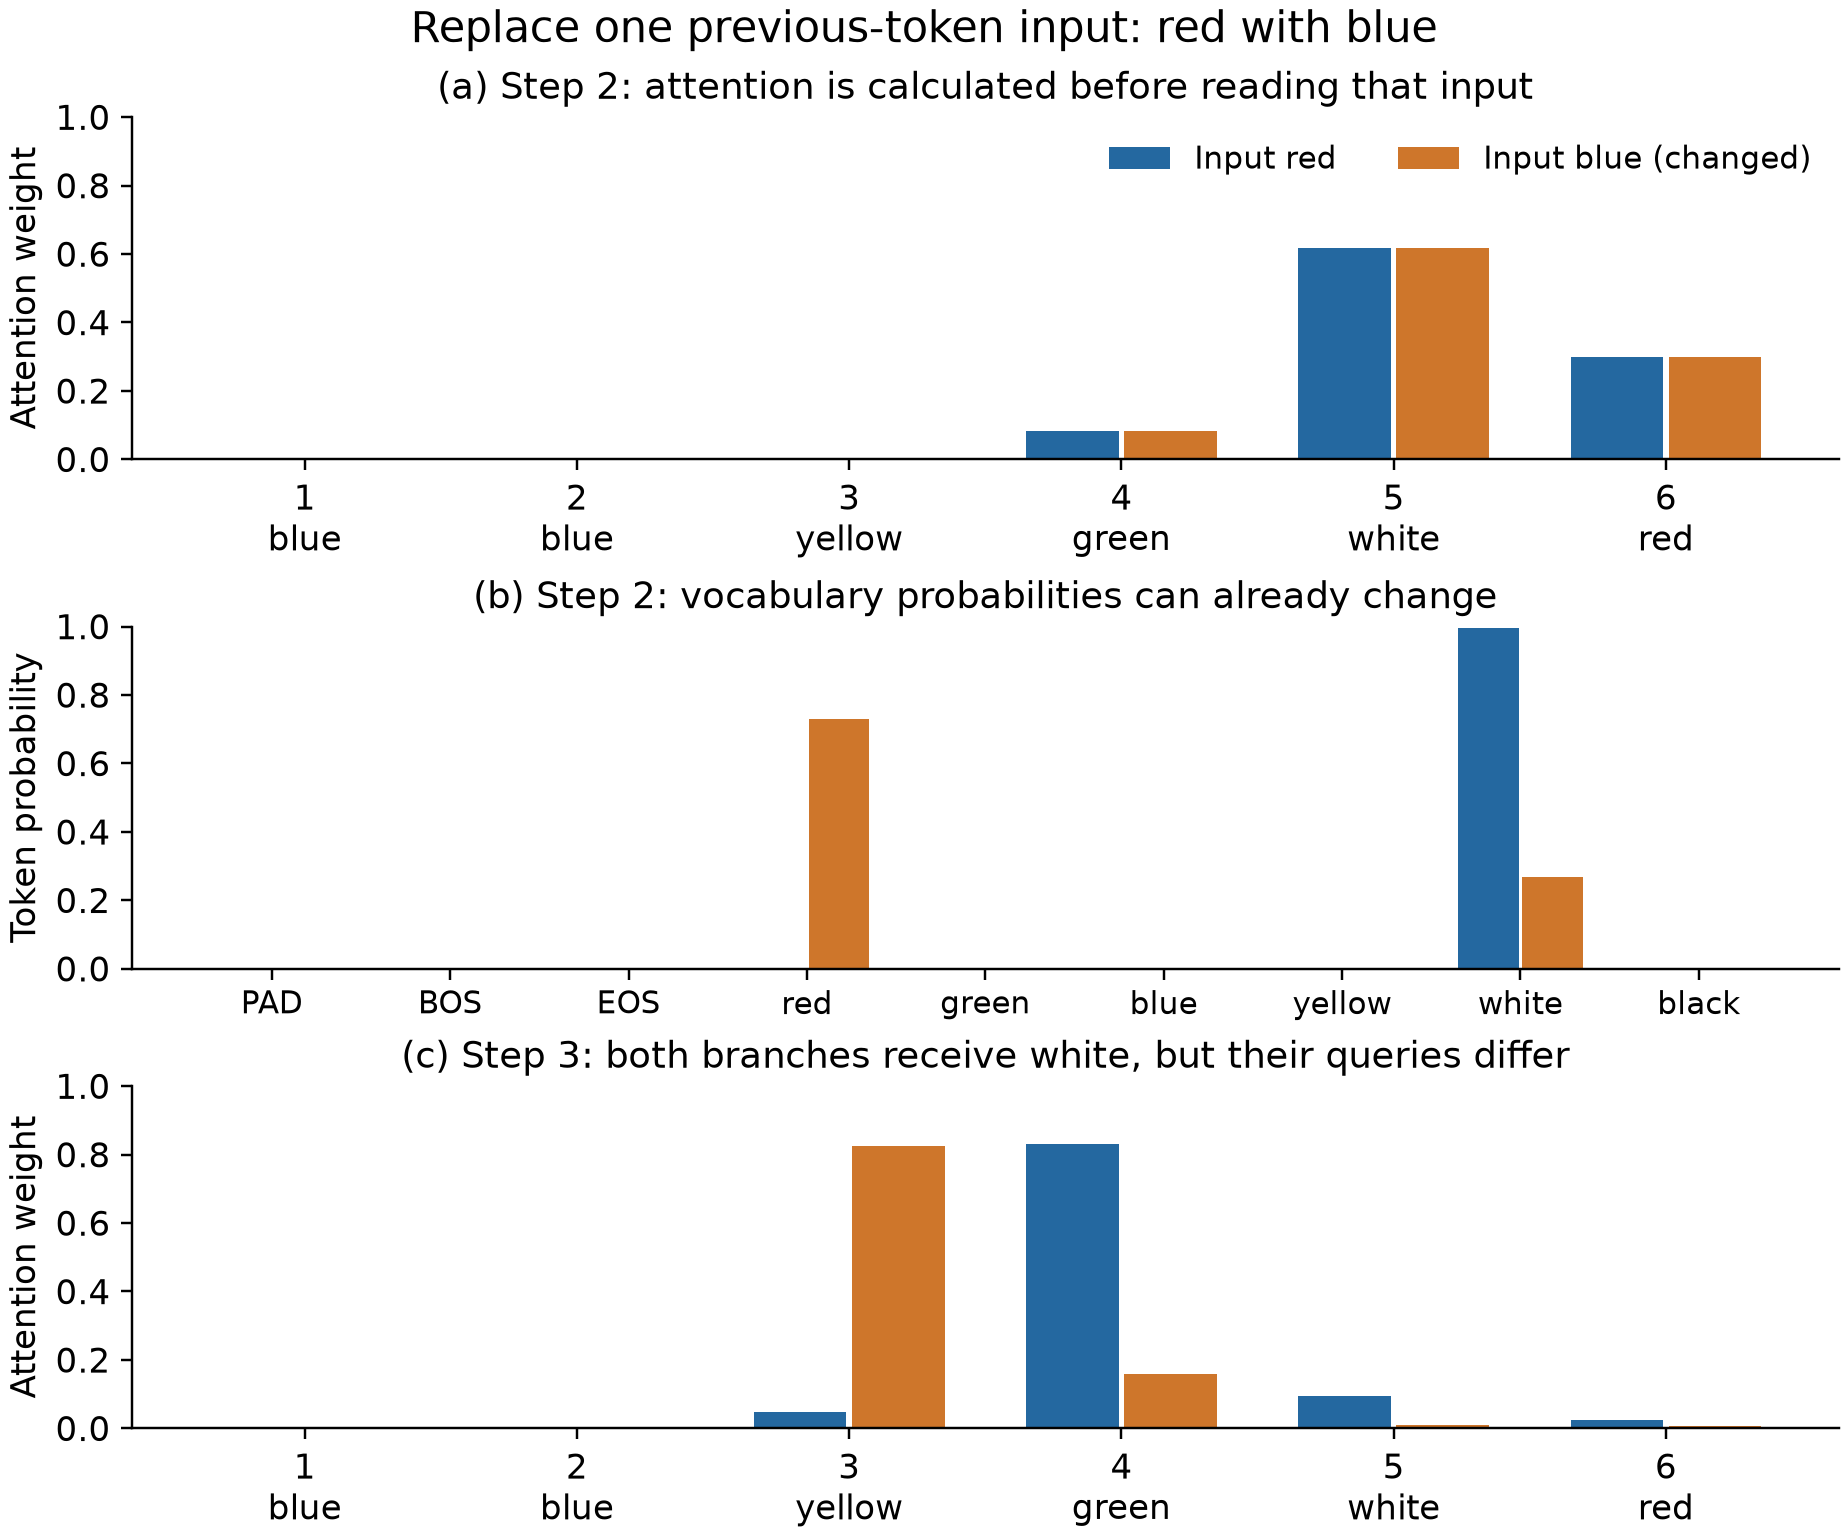 Replace one previous-token input: red with blue
(a) Step 2: attention is calculated before reading that input
Attention weight
1.0
0.8
0.6
0.4
0.2
0.0
Input red
Input blue (changed)
1 2 3 4 5 6
blue blue yellow green white red
(b) Step 2: vocabulary probabilities can already change
Token probability
1.0
0.8
0.6
0.4
0.2
0.0
PAD BOS EOS red green blue yellow white black
(c) Step 3: both branches receive white, but their queries differ
Attention weight
1.0
0.8
0.6
0.4
0.2
0.0
1 2 3 4 5 6
blue blue yellow green white red